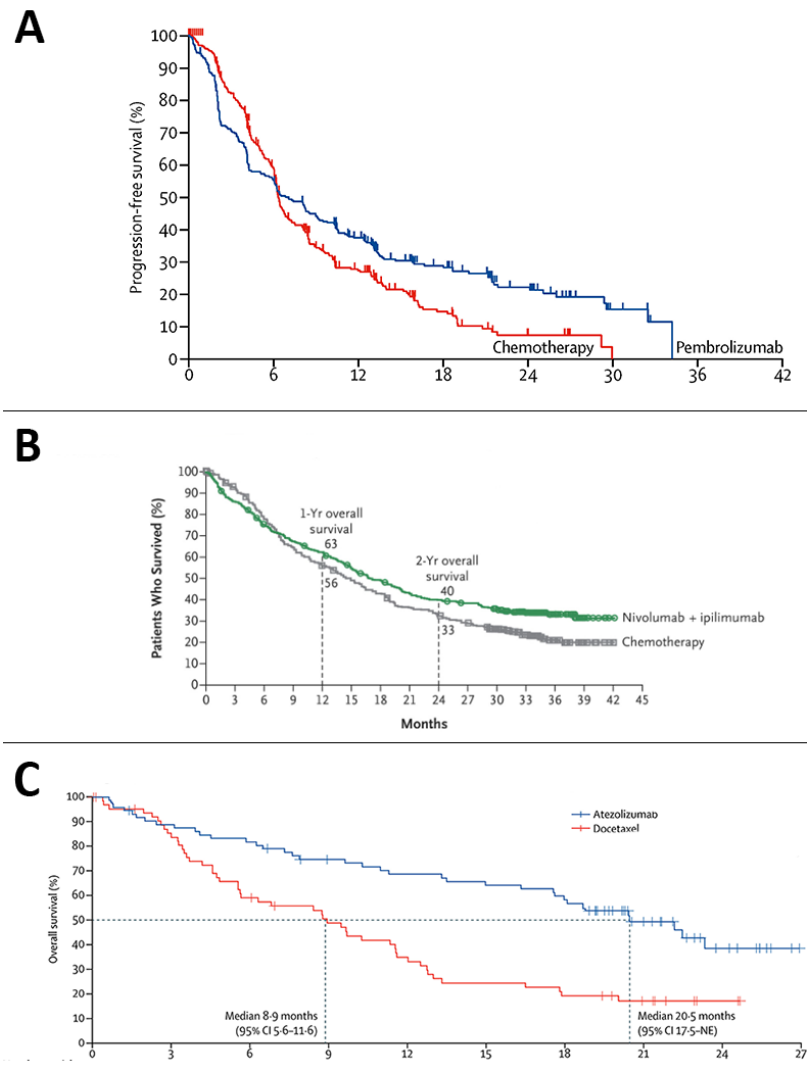 A
100
90
80
70
60
50
40
30
20
10
0
Progression-free survival (%)
Chemotherapy
Pembrolizumab
0 6 12 18 24 30 36 42
B
100
90
80
70
60
50
40
30
20
10
0
Patients Who Survived (%)
1-Yr overall
survival
63
56
2-Yr overall
survival
40
33
Nivolumab + ipilimumab
Chemotherapy
0 3 6 9 12 15 18 21 24 27 30 33 36 39 42 45
Months
C
100
90
80
70
60
50
40
30
20
10
0
Overall survival (%)
Atezolizumab
Docetaxel
Median 8·9 months
(95% CI 5·6–11·6)
Median 20·5 months
(95% CI 17·5–NE)
0 3 6 9 12 15 18 21 24 27